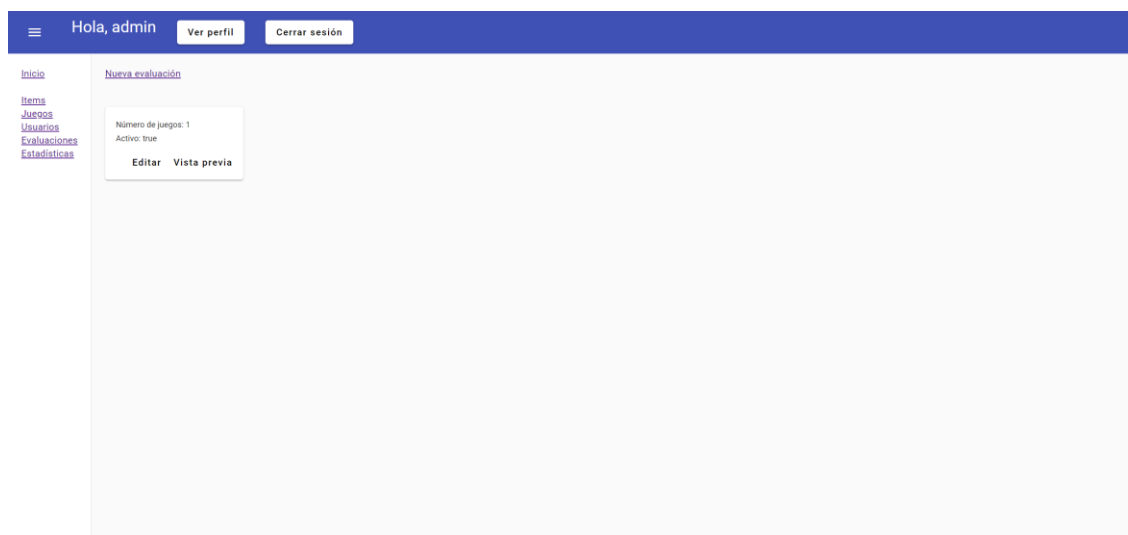 Hola, admin
Ver perfil
Cerrar sesión
Inicio
Items
Juegos
Usuarios
Evaluaciones
Estadísticas
Nueva evaluación
Número de juegos: 1
Activo: true
Editar Vista previa